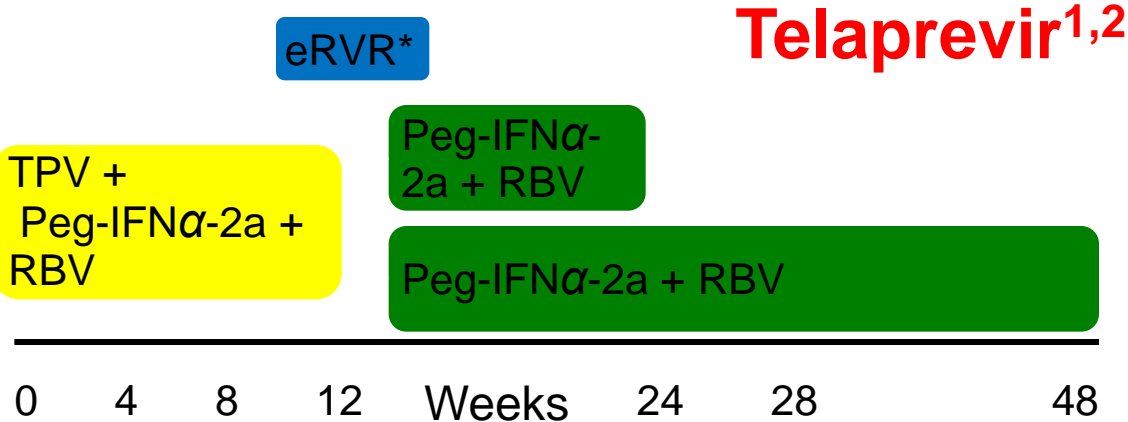 Telaprevir1,2
eRVR*
TPV +
Peg-IFNα-2a +
RBV
Peg-IFNα-
2a + RBV
Peg-IFNα-2a + RBV
0 4 8 12 Weeks 24 28 48